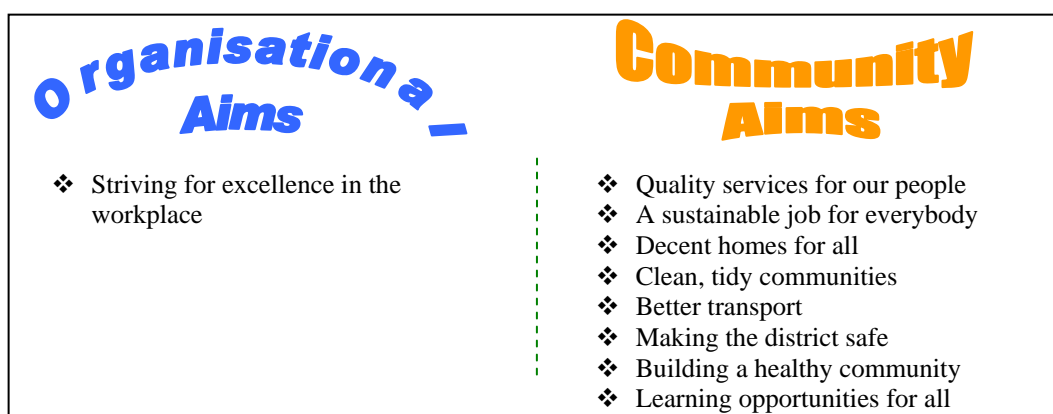 Organisational
Aims
❖ Striving for excellence in the
workplace
Community
Aims
❖ Quality services for our people
❖ A sustainable job for everybody
❖ Decent homes for all
❖ Clean, tidy communities
❖ Better transport
❖ Making the district safe
❖ Building a healthy community
❖ Learning opportunities for all